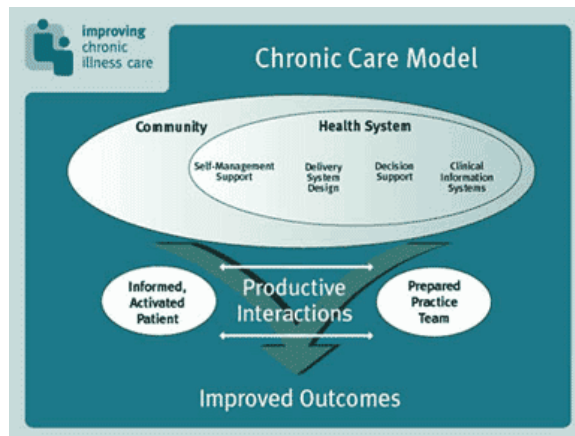 improving
chronic
illness care
Chronic Care Model
Community
Health System
Self-Management
Support
Delivery
System
Design
Decision
Support
Clinical
Information
Systems
Informed,
Activated
Patient
Productive
Interactions
Prepared
Practice
Team
Improved Outcomes